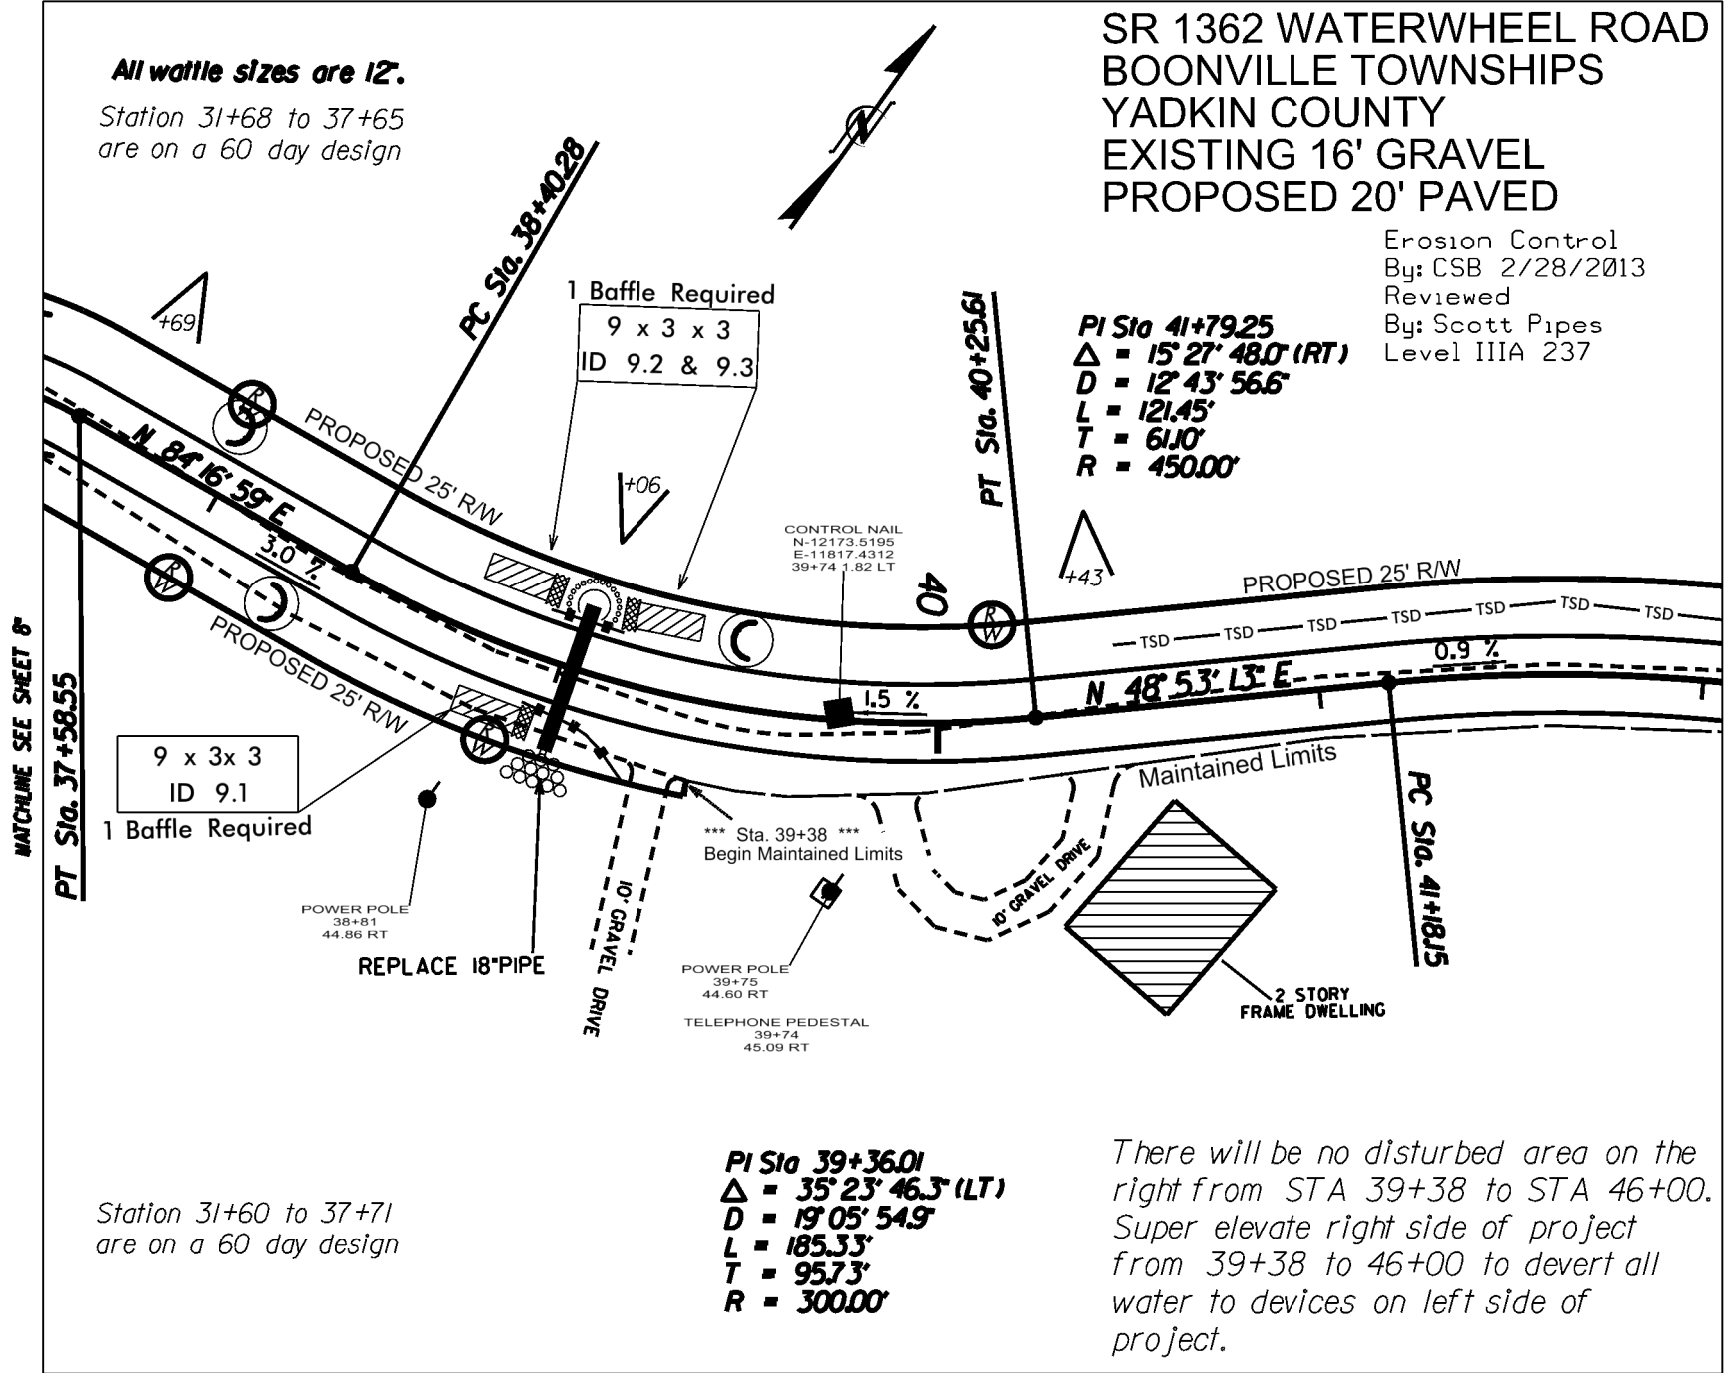 SR 1362 WATERWHEEL ROAD
BOONVILLE TOWNSHIPS
YADKIN COUNTY
EXISTING 16' GRAVEL
PROPOSED 20' PAVED
All wattle sizes are 12".
Station 31+68 to 37+65
are on a 60 day design
Erosion Control
By: CSB 2/28/2013
Reviewed
By: Scott Pipes
Level IIIA 237
N
PC Sta. 38+40.28
+69
1 Baffle Required
9 x 3 x 3
ID 9.2 & 9.3
PT Sta. 40+25.61
PI Sta 41+79.25
Δ = 15° 27' 48.0" (RT)
D = 12° 43' 56.6"
L = 121.45'
T = 61.10'
R = 450.00'
R/W
PROPOSED 25' R/W
N 84° 16' 59" E
3.0 %
+06
CONTROL NAIL
N-12173.5195
E-11817.4312
39+74 1.82 LT
40
+43
R/W
PROPOSED 25' R/W
TSD TSD TSD TSD TSD TSD TSD
0.9 %
N 48° 53' 13" E
1.5 %
R/W
PROPOSED 25' R/W
R/W
MATCHLINE SEE SHEET 8"
PT Sta. 37+58.55
9 x 3x 3
ID 9.1
1 Baffle Required
Maintained Limits
PC Sta. 41+18.15
*** Sta. 39+38 ***
Begin Maintained Limits
10' GRAVEL DRIVE
10' GRAVEL DRIVE
POWER POLE
38+81
44.86 RT
REPLACE 18"PIPE
POWER POLE
39+75
44.60 RT
TELEPHONE PEDESTAL
39+74
45.09 RT
2 STORY
FRAME DWELLING
PI Sta 39+36.01
Δ = 35° 23' 46.3" (LT)
D = 19° 05' 54.9"
L = 185.33'
T = 95.73'
R = 300.00'
Station 31+60 to 37+71
are on a 60 day design
There will be no disturbed area on the
right from STA 39+38 to STA 46+00.
Super elevate right side of project
from 39+38 to 46+00 to devert all
water to devices on left side of
project.